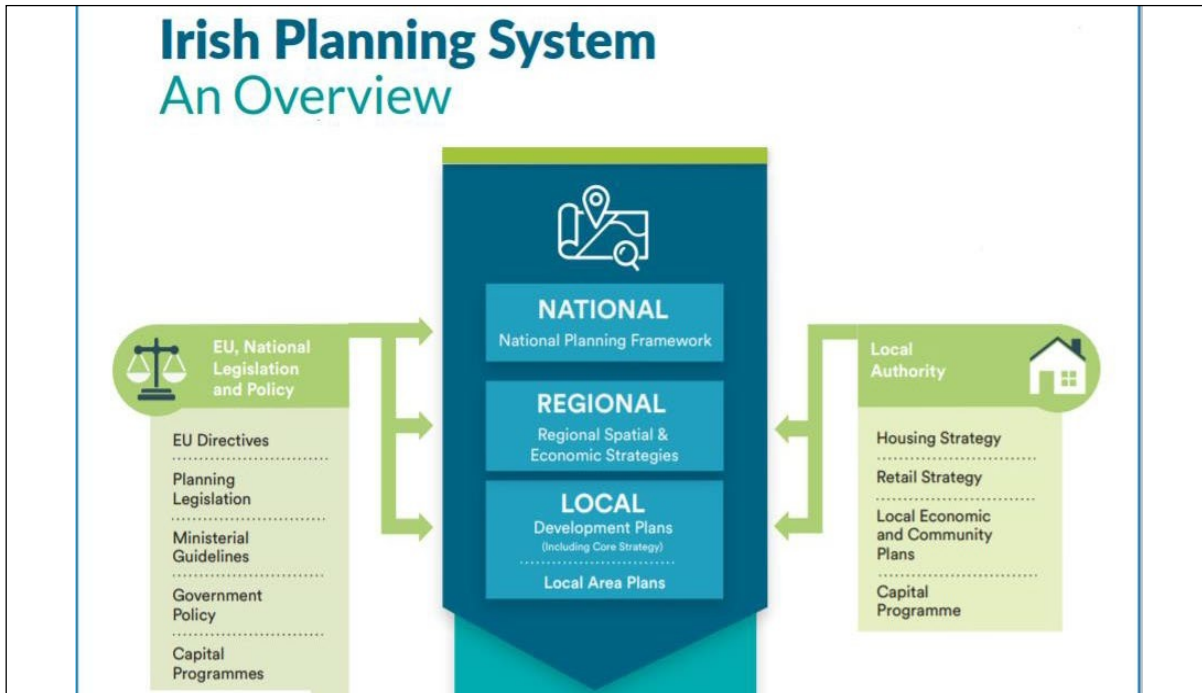 Irish Planning System
An Overview
NATIONAL
National Planning Framework
REGIONAL
Regional Spatial &
Economic Strategies
LOCAL
Development Plans
(Including Core Strategy)
Local Area Plans
EU, National
Legislation
and Policy
EU Directives
Planning
Legislation
Ministerial
Guidelines
Government
Policy
Capital
Programmes
Local
Authority
Housing Strategy
Retail Strategy
Local Economic
and Community
Plans
Capital
Programme